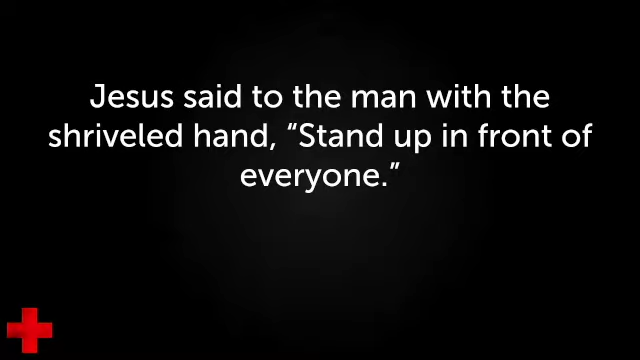 Jesus said to the man with the
shriveled hand, “Stand up in front of
everyone.”